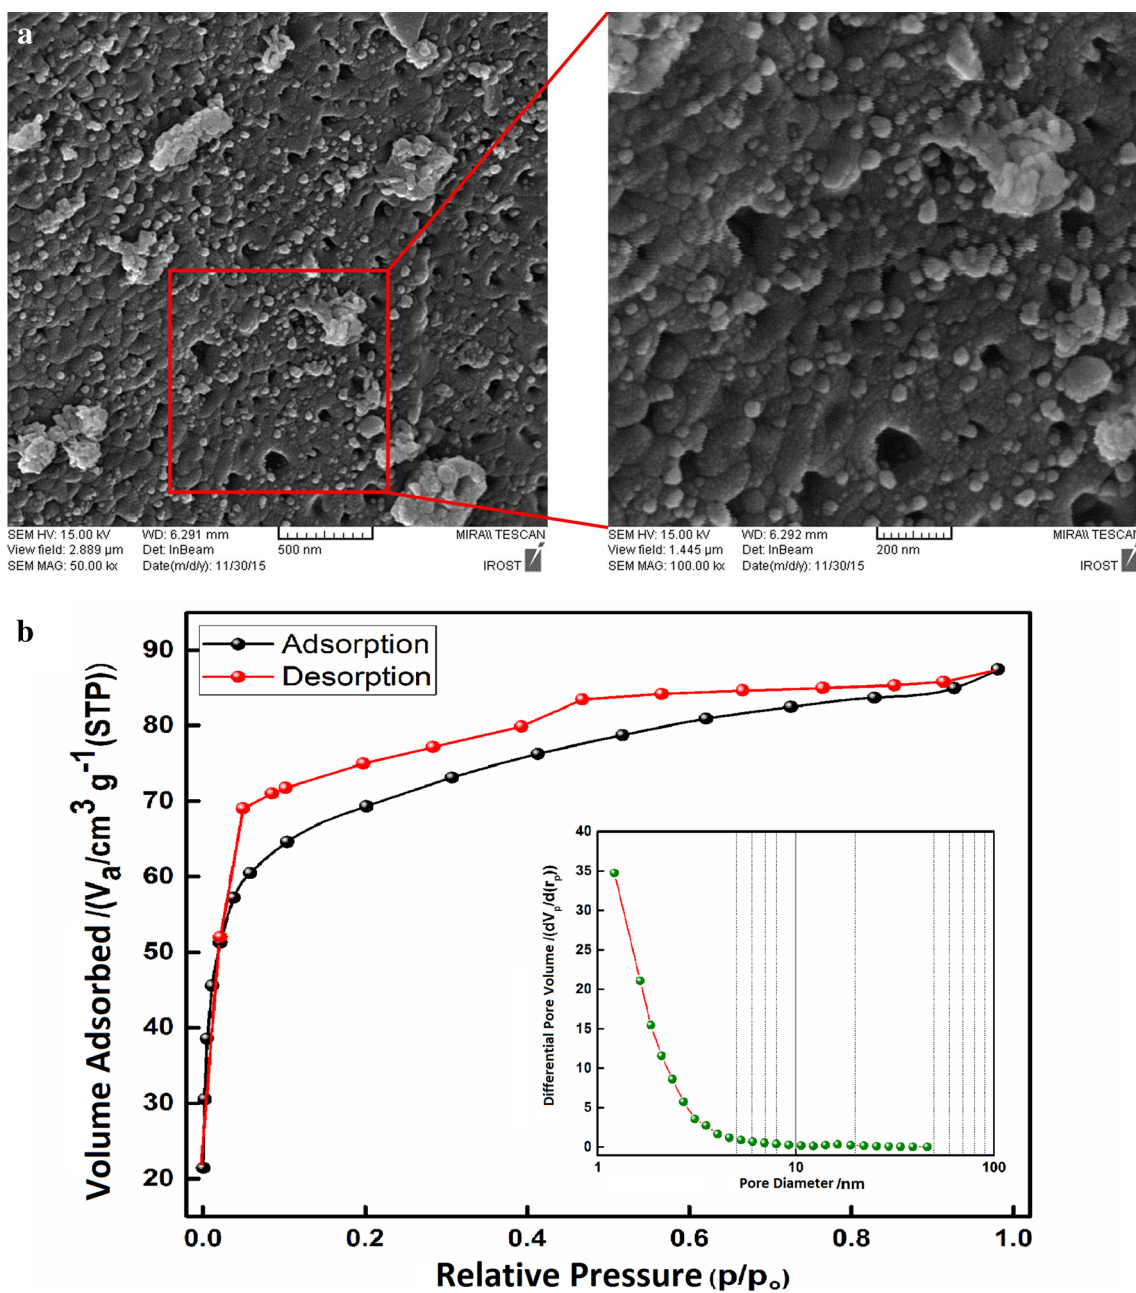 a
SEM HV: 15.00 kV WD: 6.291 mm MIRA\\ TESCAN
View field: 2.889 µm Det: InBeam 500 nm
SEM MAG: 50.00 kx Date(m/d/y): 11/30/15 IROST
SEM HV: 15.00 kV WD: 6.292 mm MIRA\\ TESCAN
View field: 1.445 µm Det: InBeam 200 nm
SEM MAG: 100.00 kx Date(m/d/y): 11/30/15 IROST
b
Adsorption
Desorption
Volume Adsorbed /(Va/cm³ g⁻¹(STP))
90
80
70
60
50
40
30
20
0.0 0.2 0.4 0.6 0.8 1.0
Relative Pressure (p/pₒ)
Differential Pore Volume /(dVp/d(rp))
40
35
30
25
20
15
10
5
0
1 10 100
Pore Diameter /nm